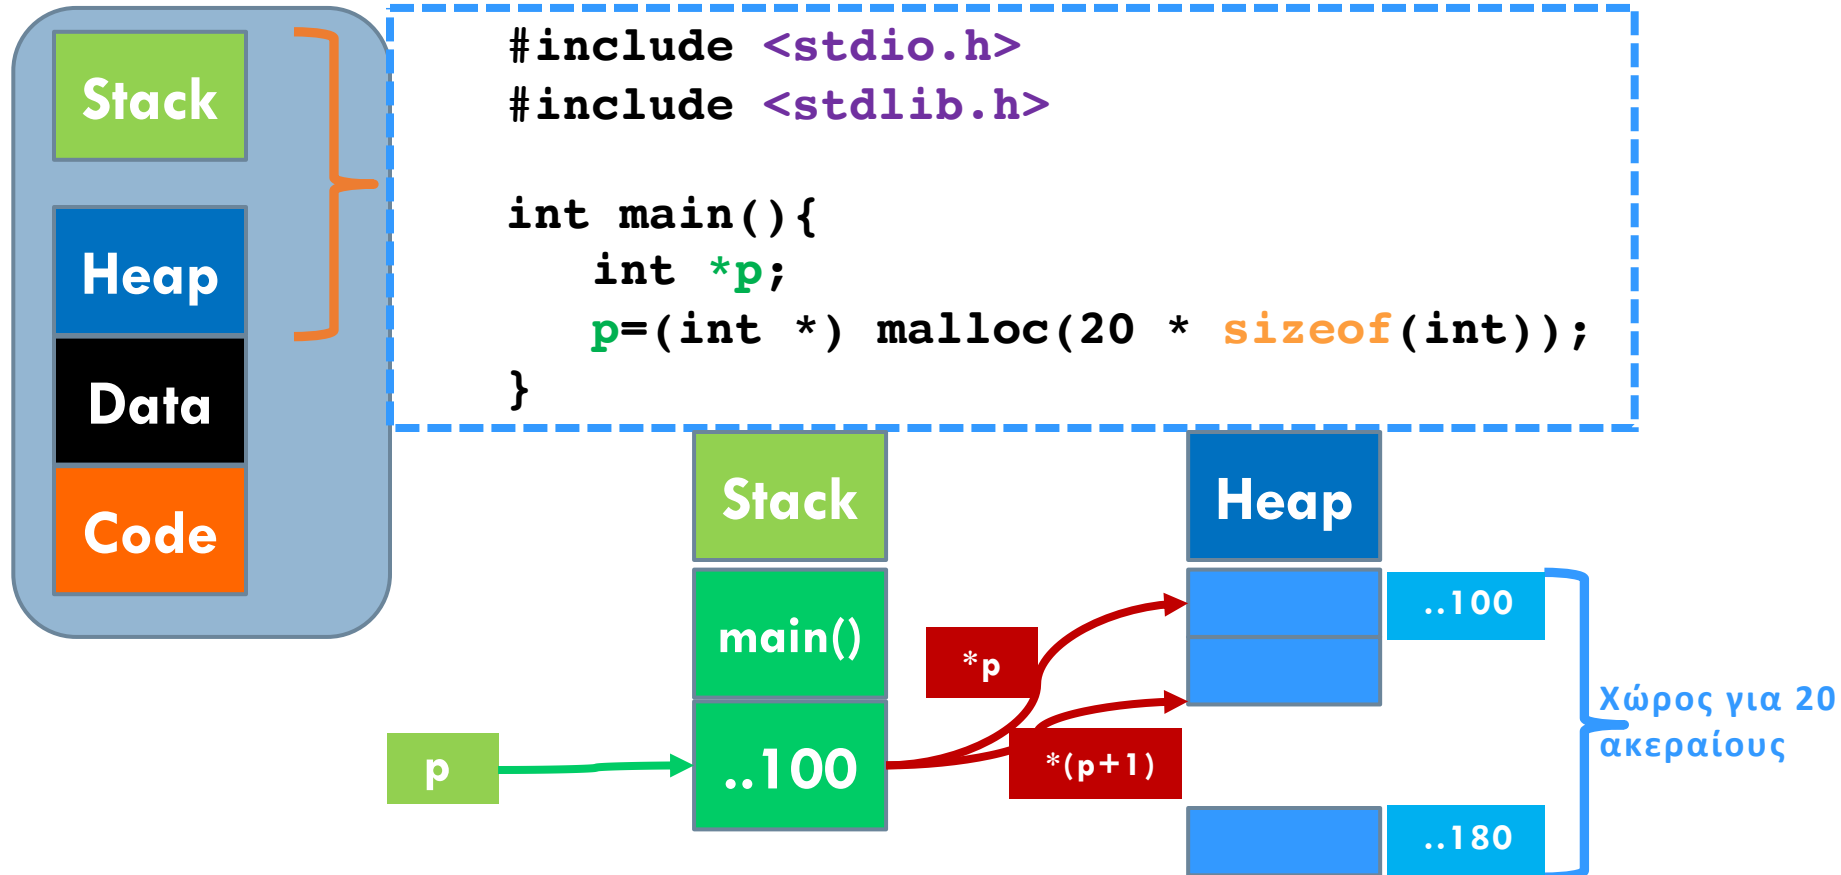 Stack
Heap
Data
Code
#include <stdio.h>
#include <stdlib.h>
int main(){
int *p;
p=(int *) malloc(20 * sizeof(int));
}
Stack
Heap
main()
..100
p
*p
*(p+1)
..100
..180
Χώρος για 20
ακεραίους